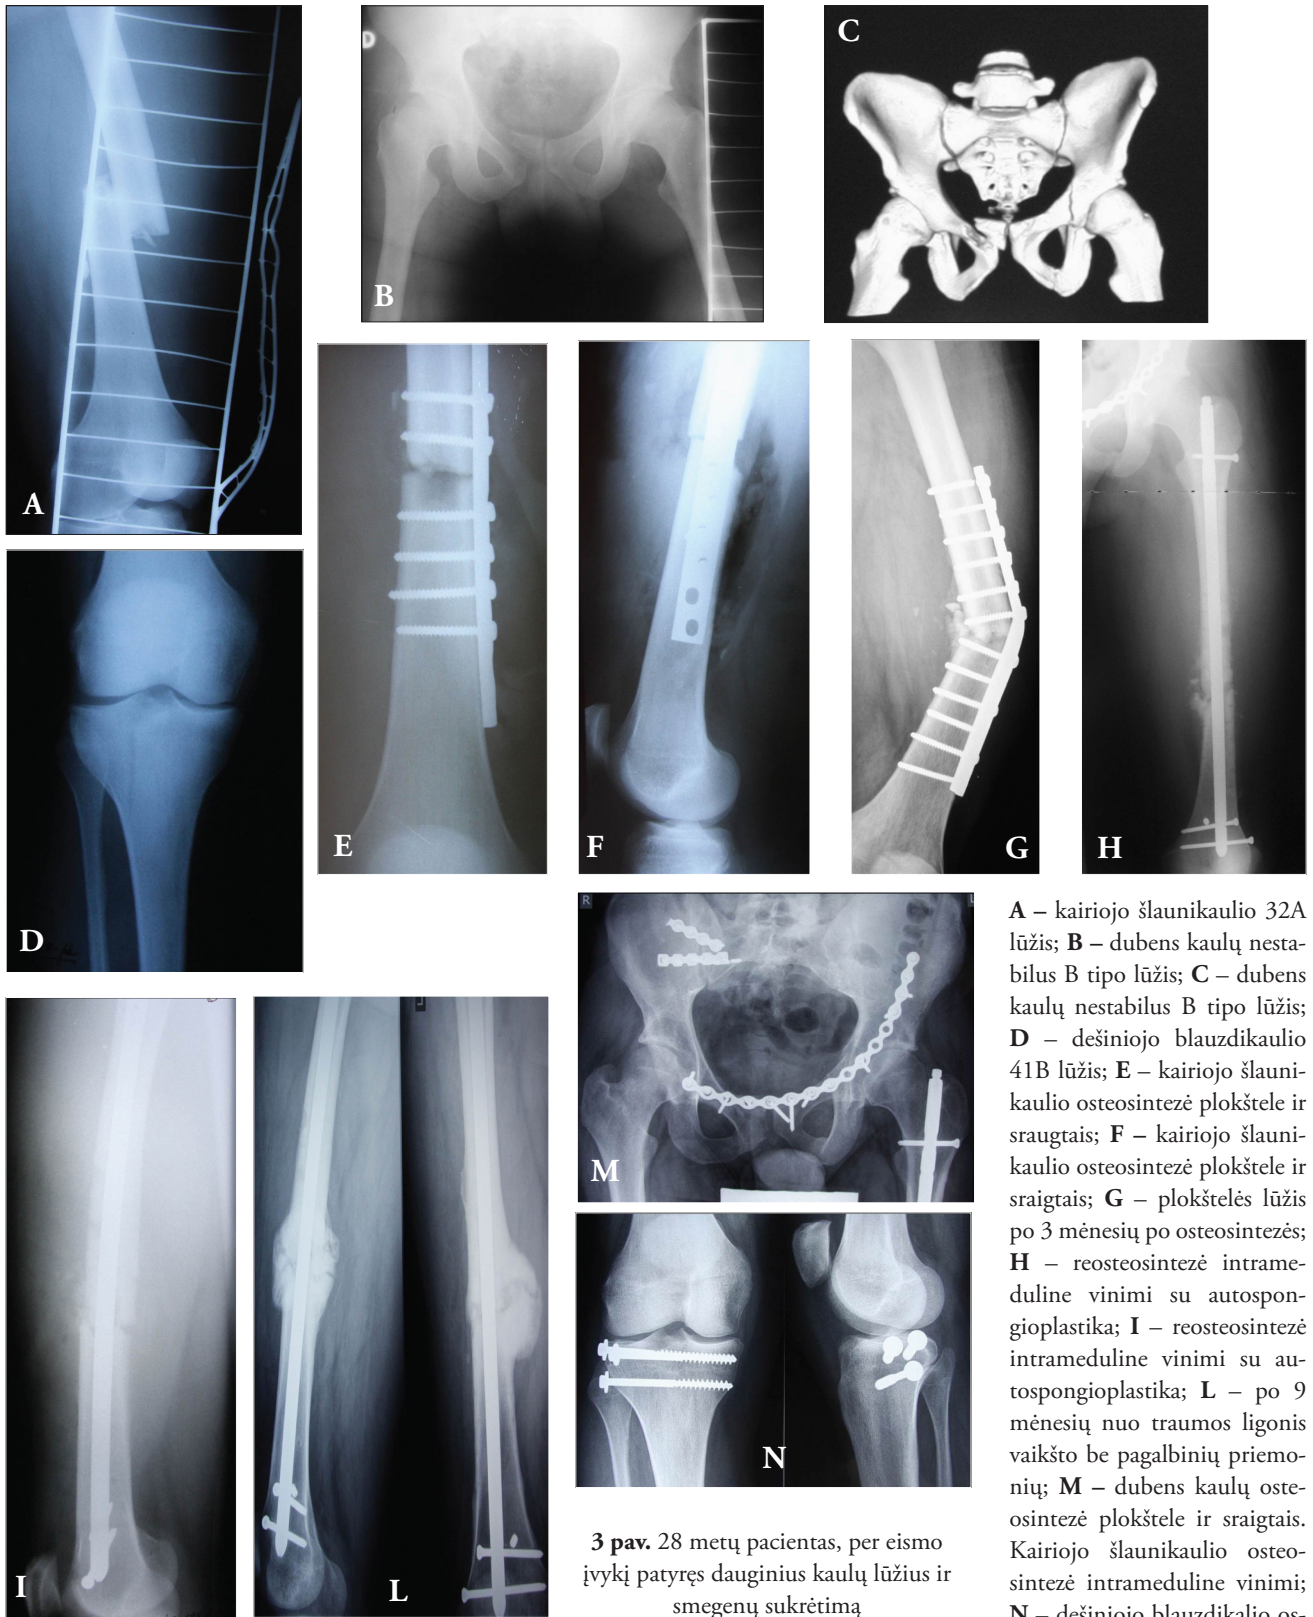 A
D
B
C
D
E
F
G
H
R
M
N
I
L
L
A – kairiojo šlaunikaulio 32A
lūžis; B – dubens kaulų nesta-
bilus B tipo lūžis; C – dubens
kaulų nestabilus B tipo lūžis;
D – dešiniojo blauzdikaulio
41B lūžis; E – kairiojo šlauni-
kaulio osteosintezė plokštele ir
sraugtais; F – kairiojo šlauni-
kaulio osteosintezė plokštele ir
sraigtais; G – plokštelės lūžis
po 3 mėnesių po osteosintezės;
H – reosteosintezė intrame-
duline vinimi su autospon-
gioplastika; I – reosteosintezė
intrameduline vinimi su au-
tospongioplastika; L – po 9
mėnesių nuo traumos ligonis
vaikšto be pagalbinių priemo-
nių; M – dubens kaulų oste-
osintezė plokštele ir sraigtais.
Kairiojo šlaunikaulio osteo-
sintezė intrameduline vinimi;
N – dešiniojo blauzdikalio os-
3 pav. 28 metų pacientas, per eismo
įvykį patyręs dauginius kaulų lūžius ir
smegenų sukrėtimą